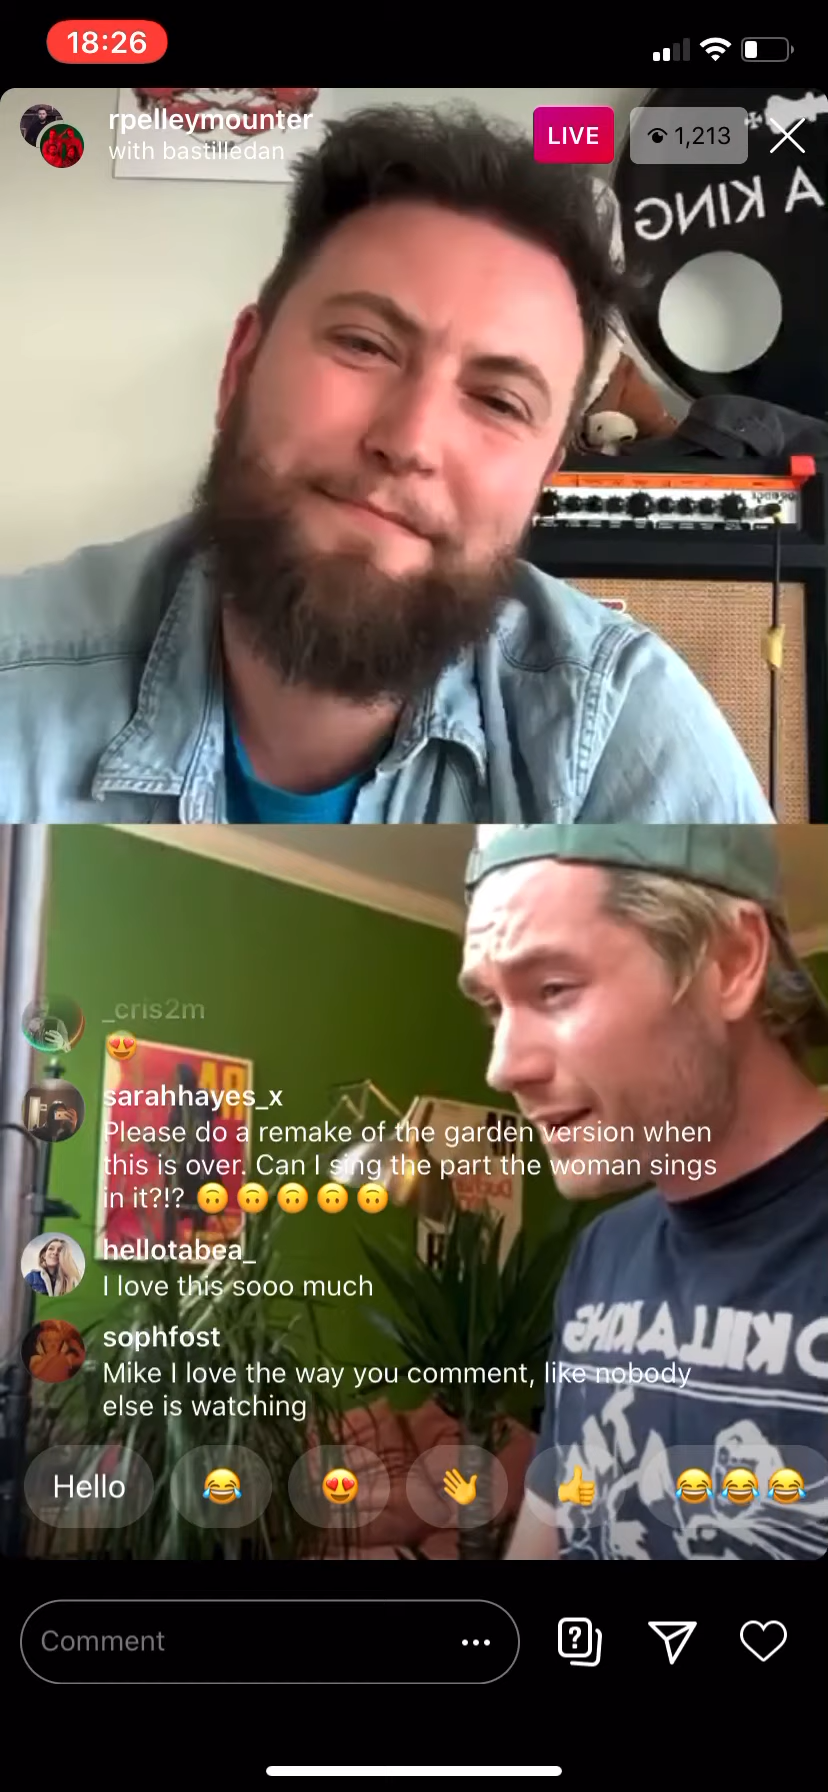 18:26
rpelleymounter
with bastilledan
LIVE
1,213
A KING
_cris2m
😍
sarahhayes_x
Please do a remake of the garden version when
this is over. Can I sing the part the woman sings
in it?!? 🙃 🙃 🙃 🙃 🙃
hellotabea_
I love this sooo much
sophfost
Mike I love the way you comment, like nobody
else is watching
Hello 😂 😍 👋 👍 😂 😂 😂
Comment